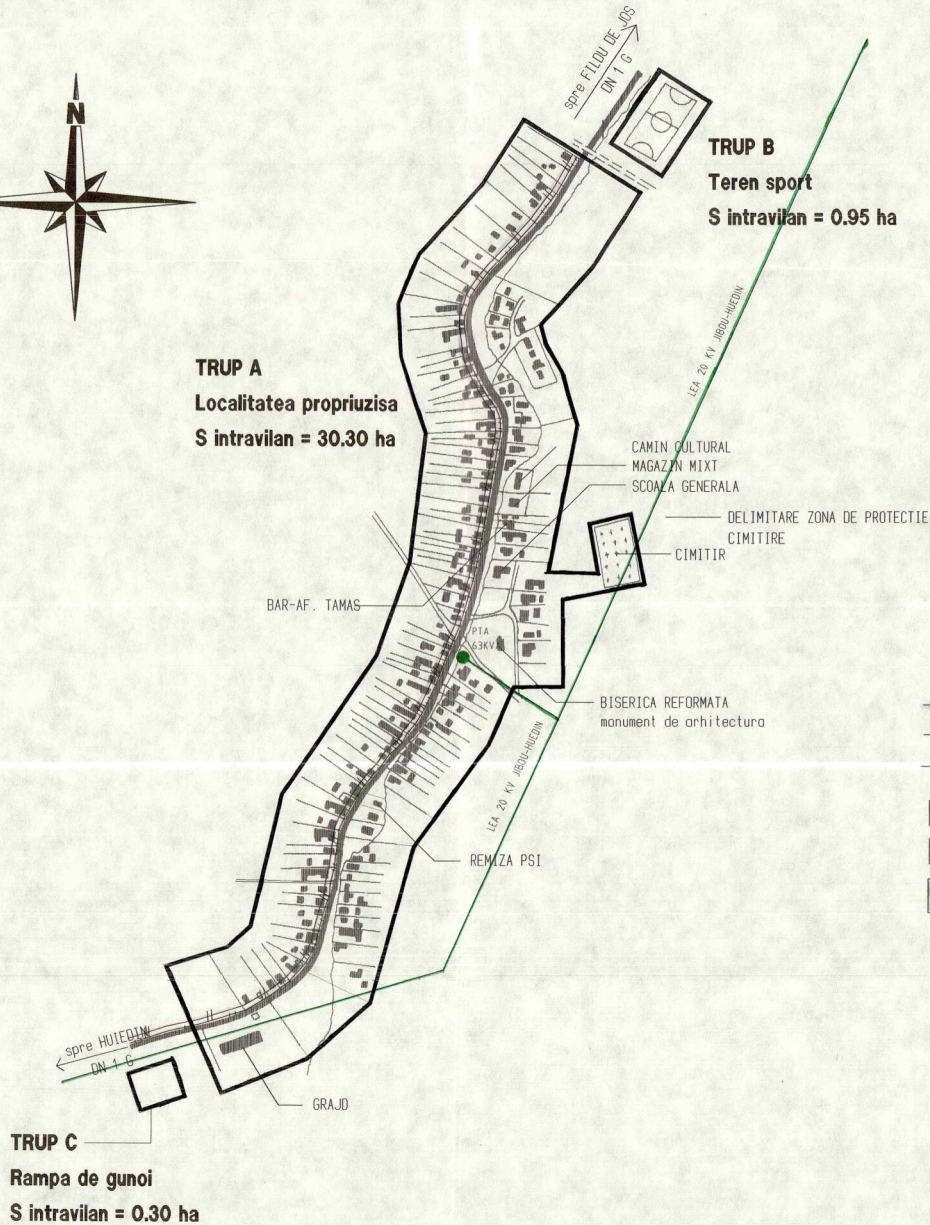 spre FILDU DE JOS
DN 1 G
N
TRUP B
Teren sport
S intravilan = 0.95 ha
LEA 20 KV JIBOU-HUEDIN
TRUP A
Localitatea propriuzisa
S intravilan = 30.30 ha
CAMIN CULTURAL
MAGAZIN MIXT
SCOALA GENERALA
DELIMITARE ZONA DE PROTECTIE
CIMITIRE
CIMITIR
BAR-AF. TAMAS
PTA
63KV
BISERICA REFORMATA
monument de arhitectura
LEA 20 KV JIBOU-HUEDIN
REMIZA PSI
spre HUIEDIN
DN 1 G
GRAJD
TRUP C
Rampa de gunoi
S intravilan = 0.30 ha